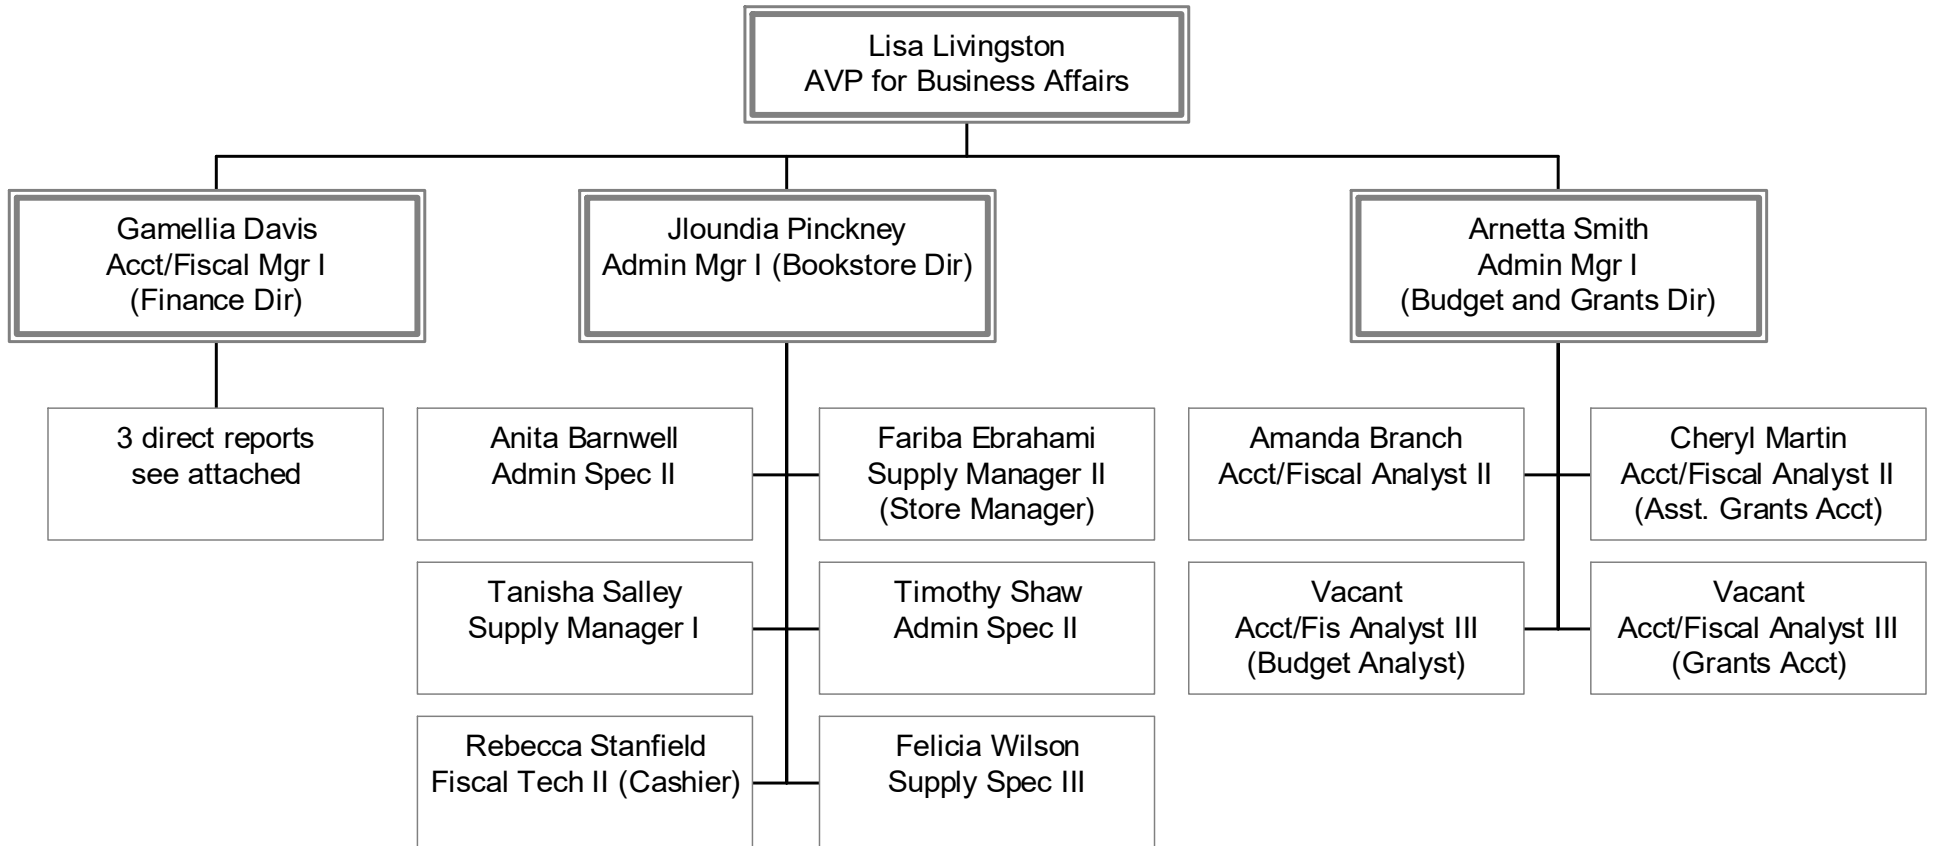 Lisa Livingston
AVP for Business Affairs
Gamellia Davis
Acct/Fiscal Mgr I
(Finance Dir)
Jloundia Pinckney
Admin Mgr I (Bookstore Dir)
Arnetta Smith
Admin Mgr I
(Budget and Grants Dir)
3 direct reports
see attached
Anita Barnwell
Admin Spec II
Fariba Ebrahami
Supply Manager II
(Store Manager)
Amanda Branch
Acct/Fiscal Analyst II
Cheryl Martin
Acct/Fiscal Analyst II
(Asst. Grants Acct)
Tanisha Salley
Supply Manager I
Timothy Shaw
Admin Spec II
Vacant
Acct/Fis Analyst III
(Budget Analyst)
Vacant
Acct/Fiscal Analyst III
(Grants Acct)
Rebecca Stanfield
Fiscal Tech II (Cashier)
Felicia Wilson
Supply Spec III